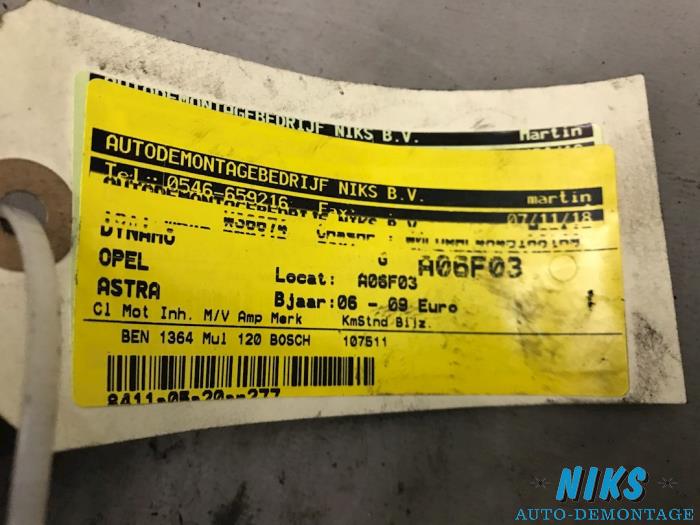 AUTODEMONTAGEBEDRIJF NIKS B.V. Martin
AUTODEMONTAGEBEDRIJF NIKS B.V. martin
Tel.: 0546-659216 Fax: 07/11/18
DYNAMO
G A06F03
OPEL Locat: A06F03
ASTRA Bjaar:06 - 09 Euro
Cl Mot Inh. M/V Amp Merk KmStnd Bijz.
BEN 1364 Mul 120 BOSCH 107511
NIKS
AUTO-DEMONTAGE